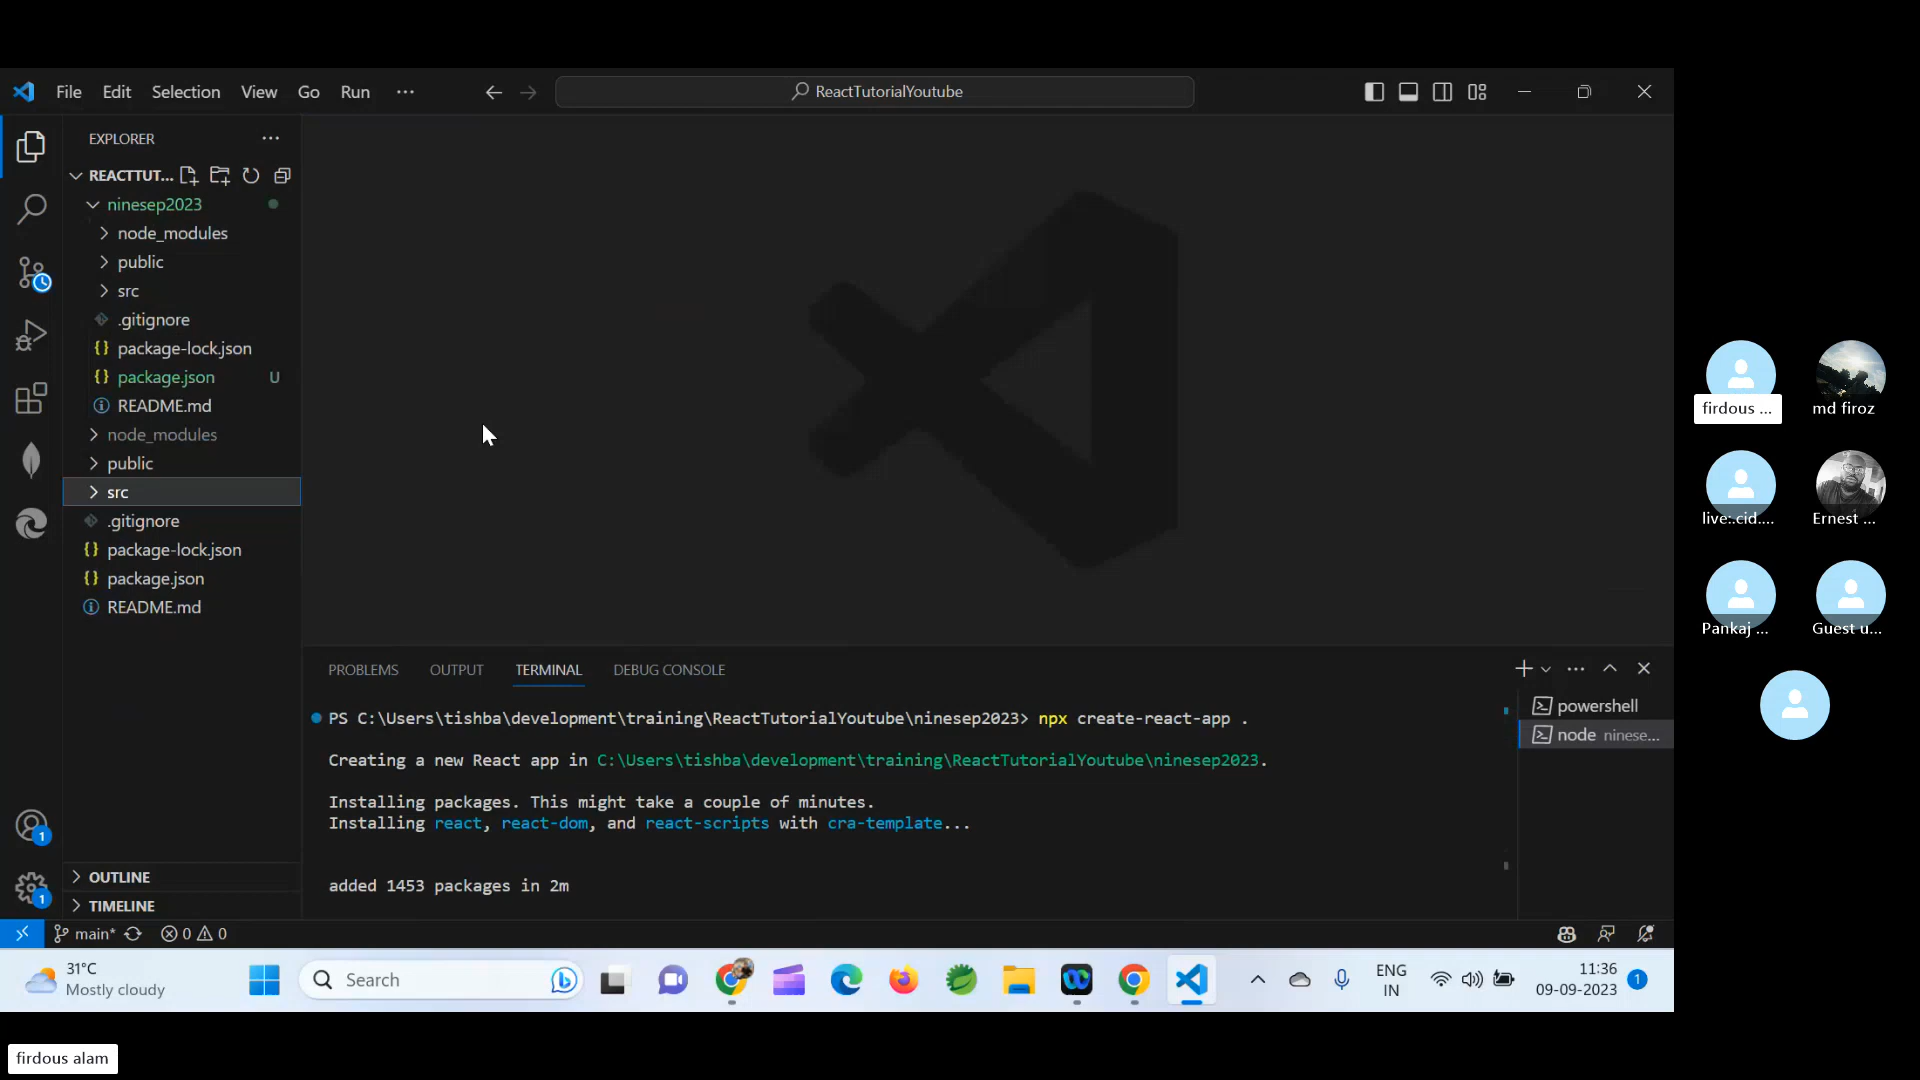 File Edit Selection View Go Run ···
ReactTutorialYoutube
EXPLORER
REACTTUT...
ninesep2023
node_modules
public
src
.gitignore
package-lock.json
package.json U
README.md
node_modules
public
src
.gitignore
package-lock.json
package.json
README.md
OUTLINE
TIMELINE
PROBLEMS OUTPUT TERMINAL DEBUG CONSOLE
PS C:\Users\tishba\development\training\ReactTutorialYoutube\ninesep2023> npx create-react-app .
Creating a new React app in C:\Users\tishba\development\training\ReactTutorialYoutube\ninesep2023.
Installing packages. This might take a couple of minutes.
Installing react, react-dom, and react-scripts with cra-template...
added 1453 packages in 2m
powershell
node ninese...
1
1
main* 0 0
31°C
Mostly cloudy
Search
ENG
IN
11:36
09-09-2023
1
firdous ...
md firoz
live:.cid....
Ernest ...
Pankaj ...
Guest u...
firdous alam